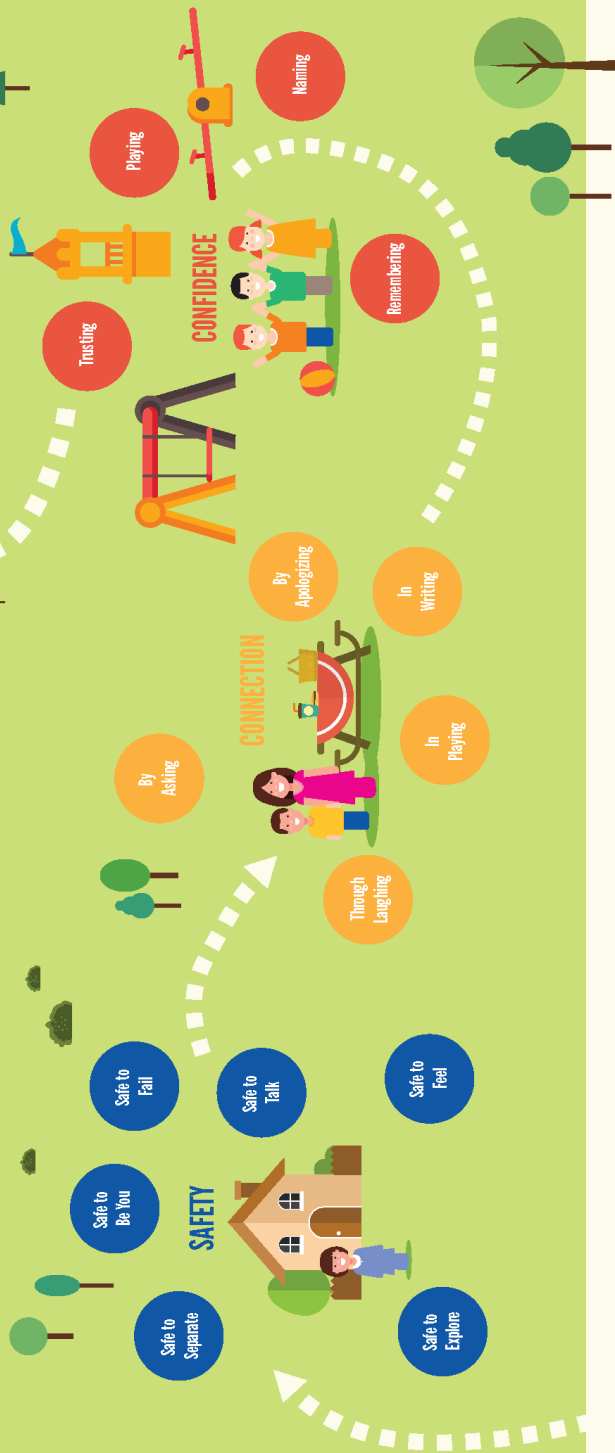 SAFETY
Safe to
Separate
Safe to
Be You
Safe to
Fail
Safe to
Talk
Safe to
Feel
Safe to
Explore
CONNECTION
By
Asking
By
Apologizing
In
Writing
In
Playing
Through
Laughing
CONFIDENCE
Trusting
Playing
Naming
Remembering